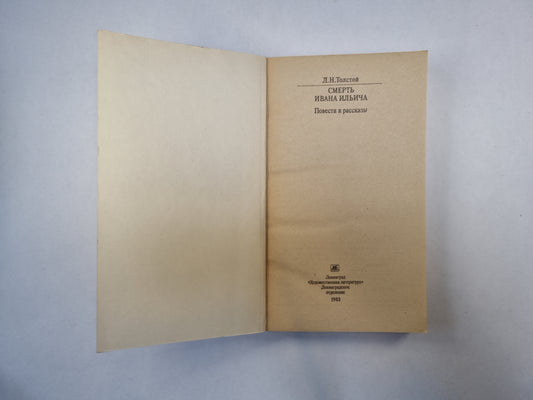 Л.Н.Толстой
СМЕРТЬ
ИВАНА ИЛЬИЧА
Повести и рассказы
Ленинград
«Художественная литература»
Ленинградское
отделение
1983